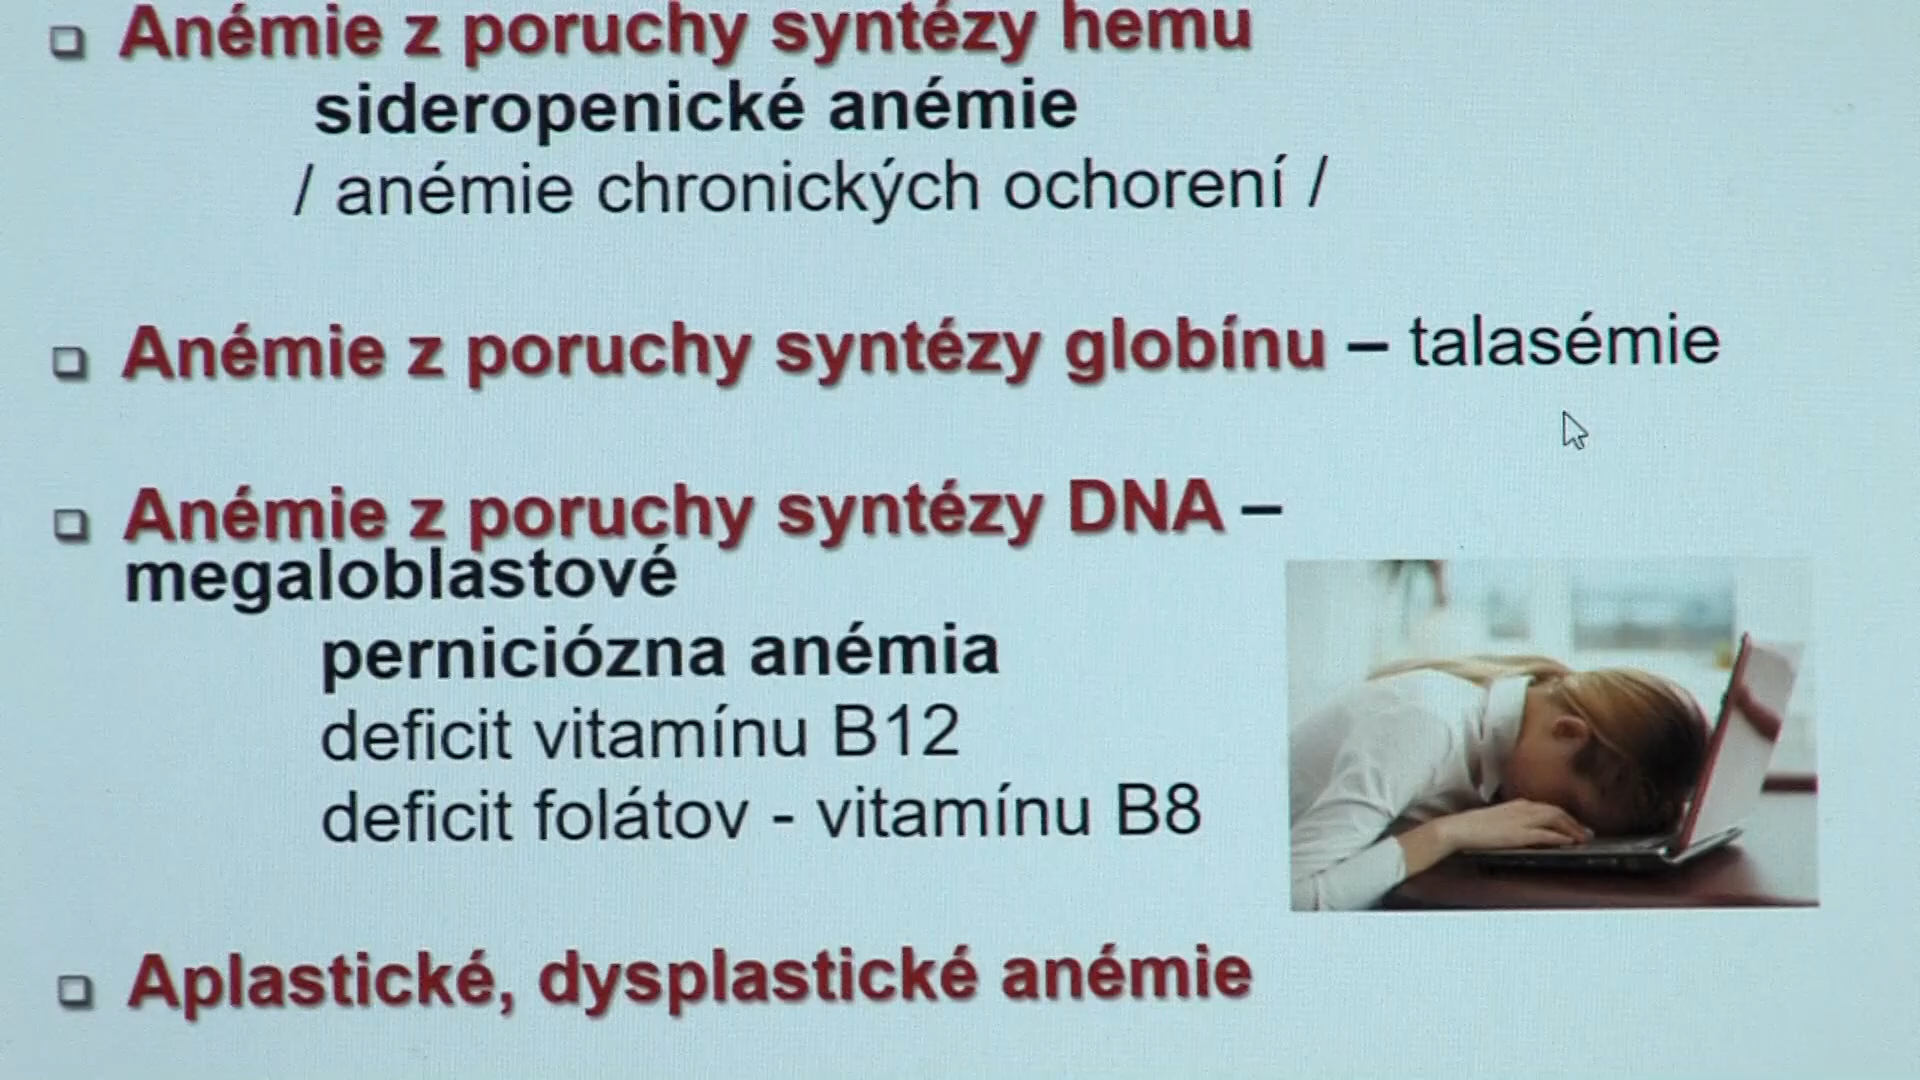 Anémie z poruchy syntézy hemu
sideropenické anémie
/ anémie chronických ochorení /
Anémie z poruchy syntézy globínu – talasémie
Anémie z poruchy syntézy DNA –
megaloblastové
perniciózna anémia
deficit vitamínu B12
deficit folátov - vitamínu B8
Aplastické, dysplastické anémie